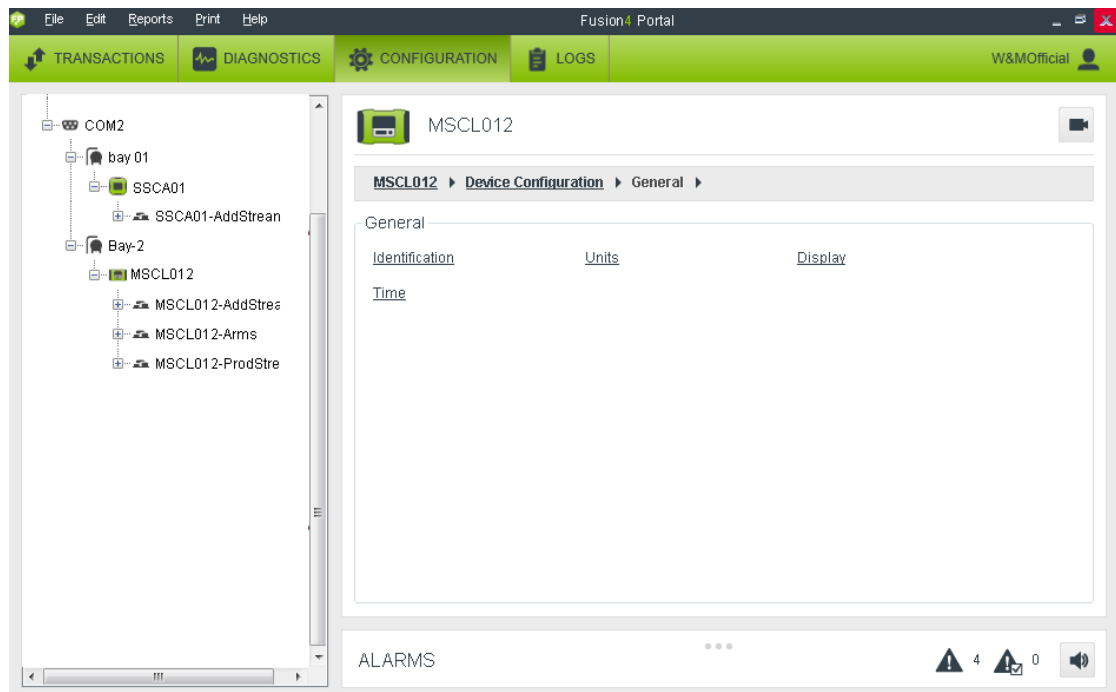 File Edit Reports Print Help Fusion4 Portal
TRANSACTIONS DIAGNOSTICS CONFIGURATION LOGS W&MOfficial
COM2
bay 01
SSCA01
SSCA01-AddStrean
Bay-2
MSCL012
MSCL012-AddStrea
MSCL012-Arms
MSCL012-ProdStre
MSCL012
MSCL012 Device Configuration General
General
Identification Units Display
Time
ALARMS 4 0